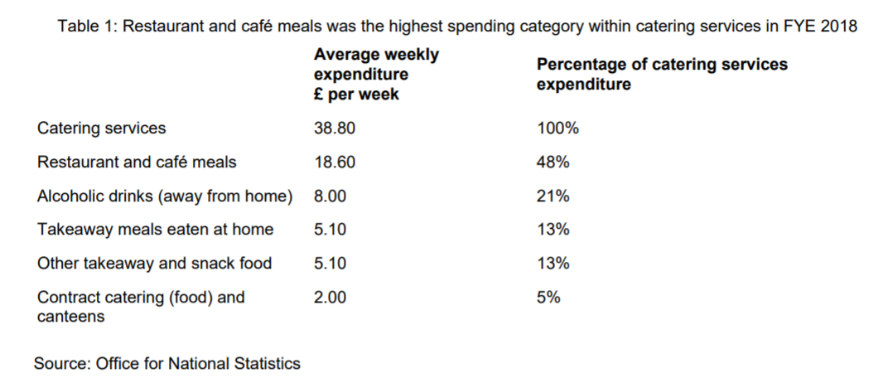 Table 1: Restaurant and café meals was the highest spending category within catering services in FYE 2018
Average weekly
expenditure
£ per week
Percentage of catering services
expenditure
Catering services 38.80 100%
Restaurant and café meals 18.60 48%
Alcoholic drinks (away from home) 8.00 21%
Takeaway meals eaten at home 5.10 13%
Other takeaway and snack food 5.10 13%
Contract catering (food) and 2.00 5%
canteens
Source: Office for National Statistics